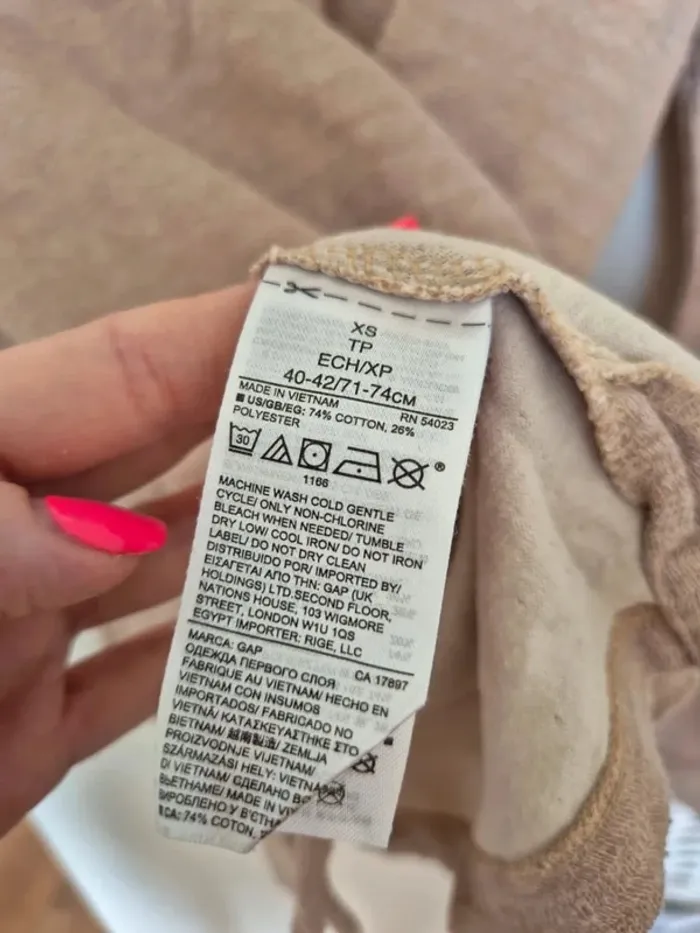 XS
TP
ECH/XP
40-42/71-74CM
MADE IN VIETNAM RN 54023
■ US/GB/EG: 74% COTTON, 26%
POLYESTER
30
1166
®
MACHINE WASH COLD GENTLE
CYCLE/ ONLY NON-CHLORINE
BLEACH WHEN NEEDED/ TUMBLE
DRY LOW/ COOL IRON/ DO NOT IRON
LABEL/ DO NOT DRY CLEAN
DISTRIBUIDO POR/ IMPORTED BY/
ΕΙΣΑΓΕΤΑΙ ΑΠΟ ΤΗΝ: GAP (UK
HOLDINGS) LTD.SECOND FLOOR,
NATIONS HOUSE, 103 WIGMORE
STREET, LONDON W1U 1QS
EGYPT IMPORTER: RIGE, LLC
MARCA: GAP CA 17897
ОДЕЖДА ПЕРВОГО СЛОЯ
FABRIQUE AU VIETNAM/ HECHO EN
VIETNAM CON INSUMOS
IMPORTADOS/ FABRICADO NO
VIETNÃ/ ΚΑΤΑΣΚΕΥΑΣΤΗΚΕ ΣΤΟ
ΒΙΕΤΝΑΜ/ 越南製造/ ZEMLJA
PROIZVODNJE VIJETNAM/
SZÁRMAZÁSI HELY: VIETNAM/
DI VIETNAM/ СДЕЛАНО ВО
ВЬЕТНАМЕ/ MADE IN
ВИРОБЛЕНО У
CA: 74% COTON,